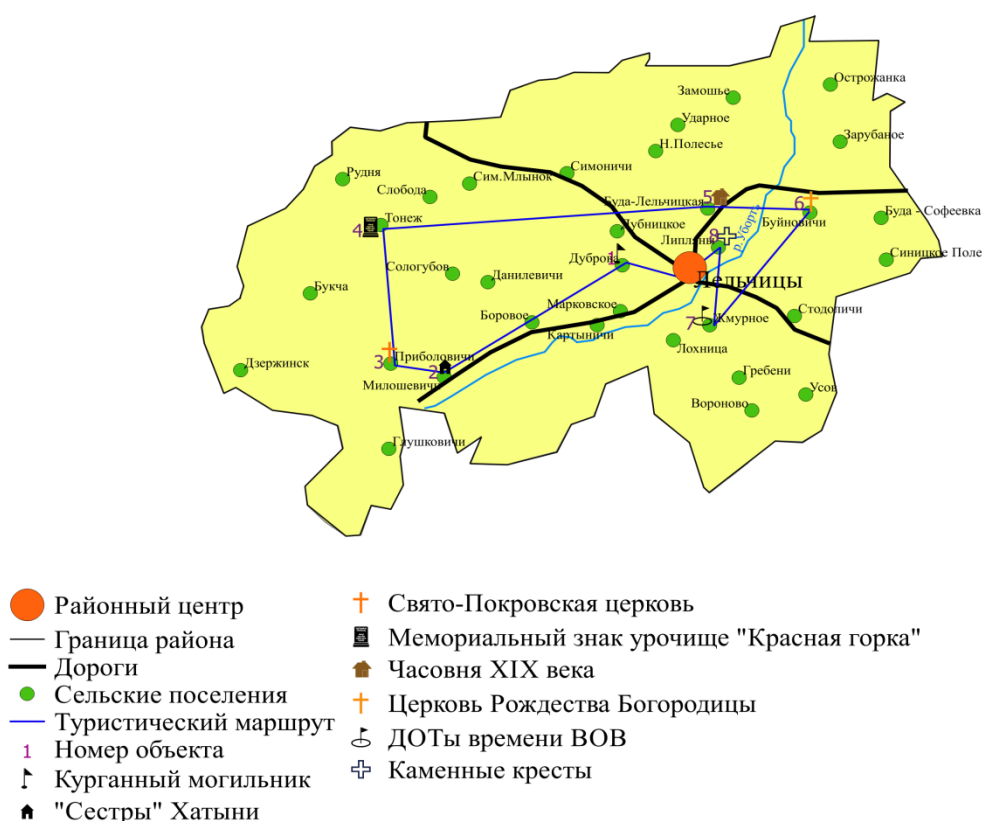 Острожанка
Замошье
Ударное
Зарубаное
Н.Полесье
Симоничи
Рудня
Сим.Млынок
Слобода
5
Буда-Лельчицкая
6
Тонеж
4
Буйновичи
Буда - Софеевка
р.Уборть
Дубницкое
8
Липляны
Дуброва
1
Синицкое Поле
Сологубов
Данилевичи
Лельчицы
Букча
Марковское
Стодоличи
Боровое
7
Жмурное
Картыничи
Лохница
Приболовичи
3
Дзержинск
2
Милошевичи
Гребени
Усов
Вороново
Глушковичи
Районный центр
Граница района
Дороги
Сельские поселения
Туристический маршрут
1 Номер объекта
Курганный могильник
"Сестры" Хатыни
Свято-Покровская церковь
Мемориальный знак урочище "Красная горка"
Часовня XIX века
Церковь Рождества Богородицы
ДОТы времени ВОВ
Каменные кресты